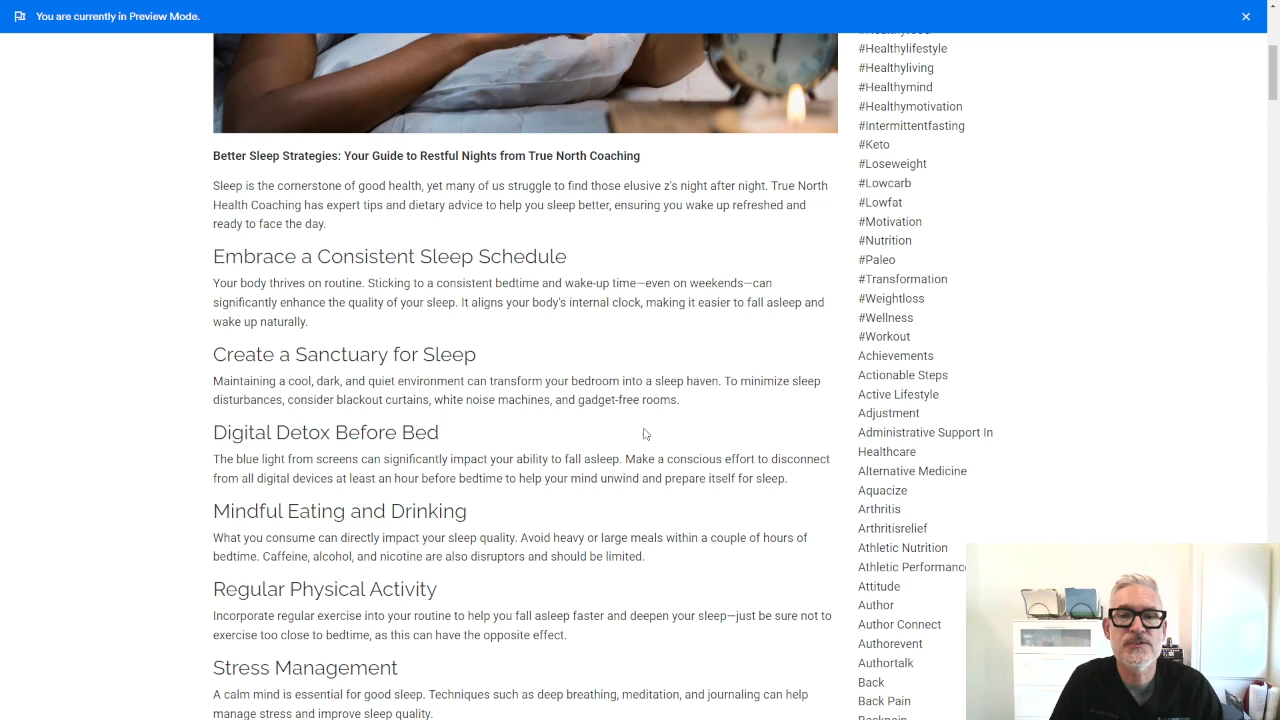 You are currently in Preview Mode.
Better Sleep Strategies: Your Guide to Restful Nights from True North Coaching
Sleep is the cornerstone of good health, yet many of us struggle to find those elusive z's night after night. True North
Health Coaching has expert tips and dietary advice to help you sleep better, ensuring you wake up refreshed and
ready to face the day.
Embrace a Consistent Sleep Schedule
Your body thrives on routine. Sticking to a consistent bedtime and wake-up time—even on weekends—can
significantly enhance the quality of your sleep. It aligns your body's internal clock, making it easier to fall asleep and
wake up naturally.
Create a Sanctuary for Sleep
Maintaining a cool, dark, and quiet environment can transform your bedroom into a sleep haven. To minimize sleep
disturbances, consider blackout curtains, white noise machines, and gadget-free rooms.
Digital Detox Before Bed
The blue light from screens can significantly impact your ability to fall asleep. Make a conscious effort to disconnect
from all digital devices at least an hour before bedtime to help your mind unwind and prepare itself for sleep.
Mindful Eating and Drinking
What you consume can directly impact your sleep quality. Avoid heavy or large meals within a couple of hours of
bedtime. Caffeine, alcohol, and nicotine are also disruptors and should be limited.
Regular Physical Activity
Incorporate regular exercise into your routine to help you fall asleep faster and deepen your sleep—just be sure not to
exercise too close to bedtime, as this can have the opposite effect.
Stress Management
A calm mind is essential for good sleep. Techniques such as deep breathing, meditation, and journaling can help
manage stress and improve sleep quality.
#Healthylifestyle
#Healthyliving
#Healthymind
#Healthymotivation
#Intermittentfasting
#Keto
#Loseweight
#Lowcarb
#Lowfat
#Motivation
#Nutrition
#Paleo
#Transformation
#Weightloss
#Wellness
#Workout
Achievements
Actionable Steps
Active Lifestyle
Adjustment
Administrative Support In
Healthcare
Alternative Medicine
Aquacize
Arthritis
Arthritisrelief
Athletic Nutrition
Athletic Performance
Attitude
Author
Author Connect
Authorevent
Authortalk
Back
Back Pain